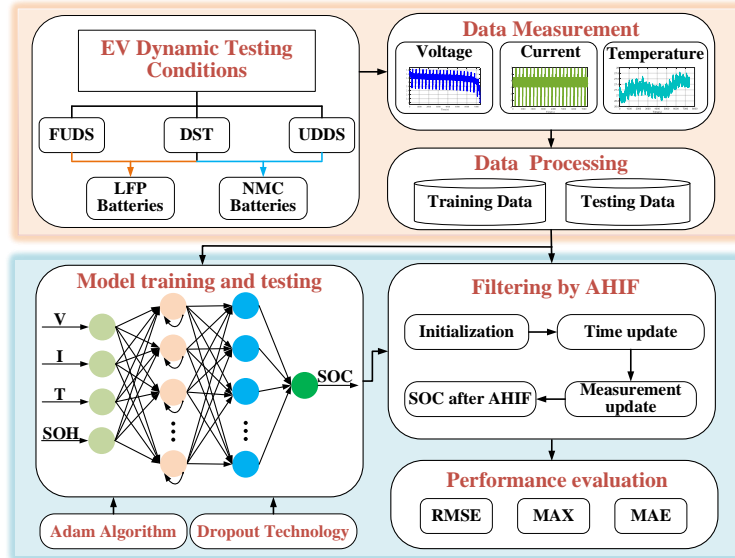 EV Dynamic Testing
Conditions
FUDS
DST
UDDS
LFP
Batteries
NMC
Batteries
Data Measurement
Voltage
Current
Temperature
Data Processing
Training Data
Testing Data
Model training and testing
V
I
T
SOH
SOC
Adam Algorithm
Dropout Technology
Filtering by AHIF
Initialization
Time update
SOC after AHIF
Measurement
update
Performance evaluation
RMSE
MAX
MAE